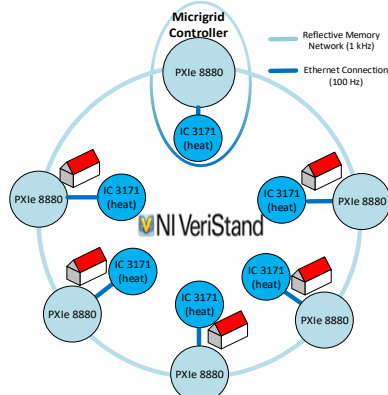 Micrigrid
Controller
PXIe 8880
IC 3171
(heat)
Reflective Memory
Network (1 kHz)
Ethernet Connection
(100 Hz)
PXIe 8880
IC 3171
(heat)
IC 3171
(heat)
PXIe 8880
NI VeriStand
IC 3171
(heat)
PXIe 8880
IC 3171
(heat)
PXIe 8880
IC 3171
(heat)
PXIe 8880